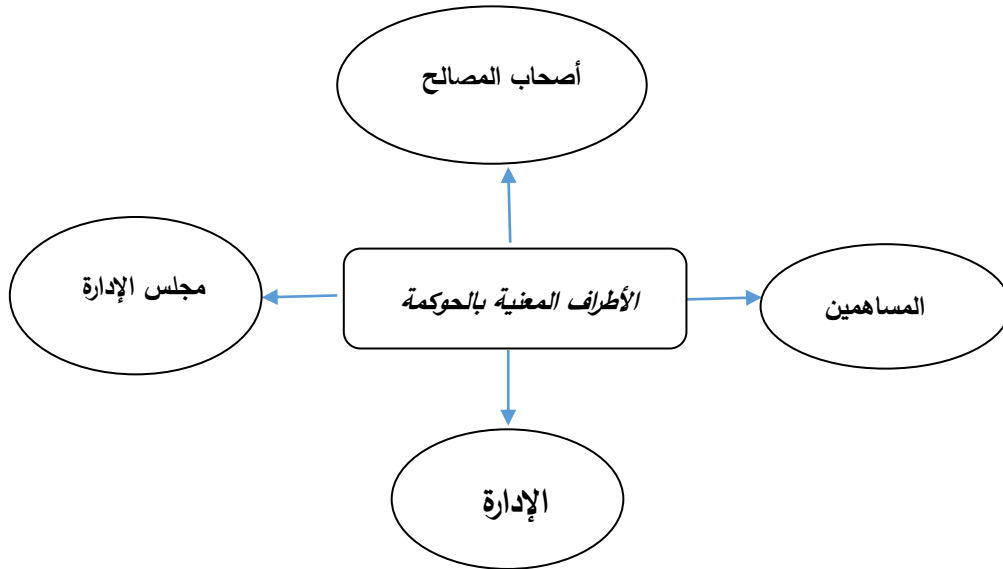 أصحاب المصالح
مجلس الإدارة
الأطراف المعنية بالحوكمة
المساهمين
الإدارة